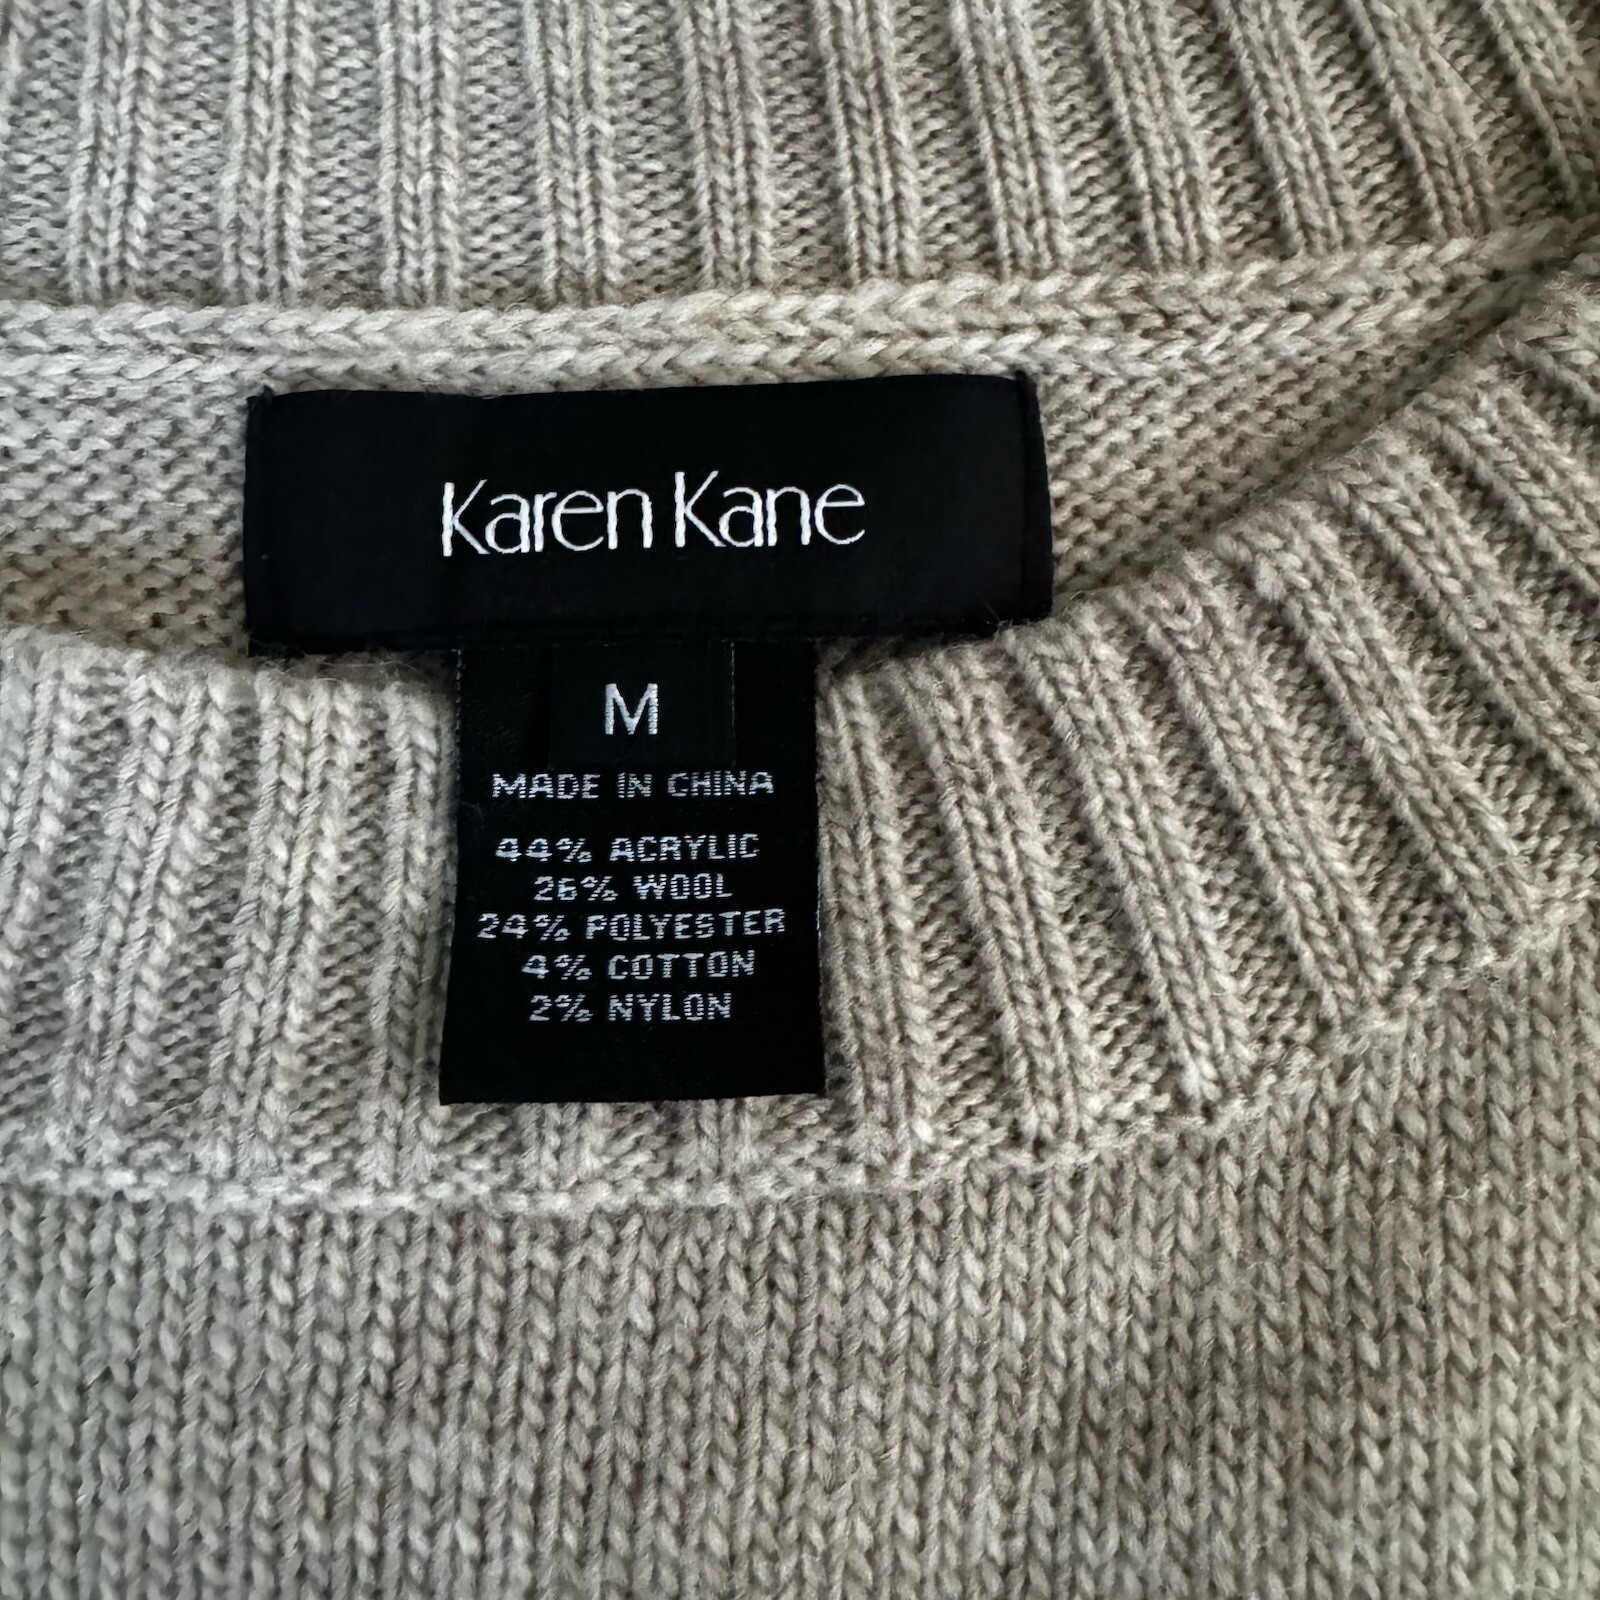 Karen Kane
M
MADE IN CHINA
44% ACRYLIC
26% WOOL
24% POLYESTER
4% COTTON
2% NYLON